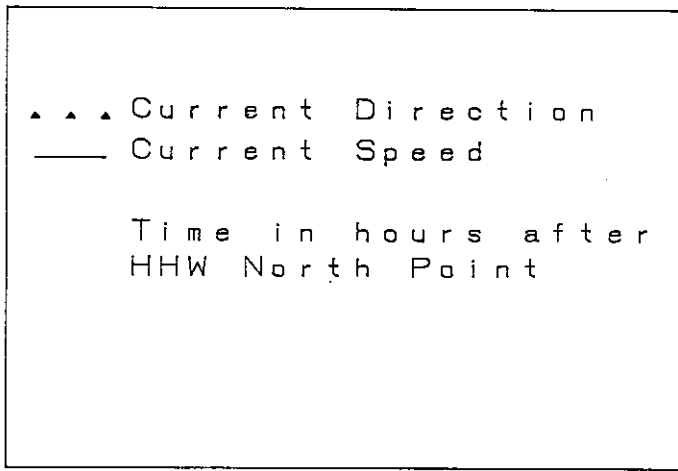 Current Direction
Current Speed
Time in hours after
HHW North Point